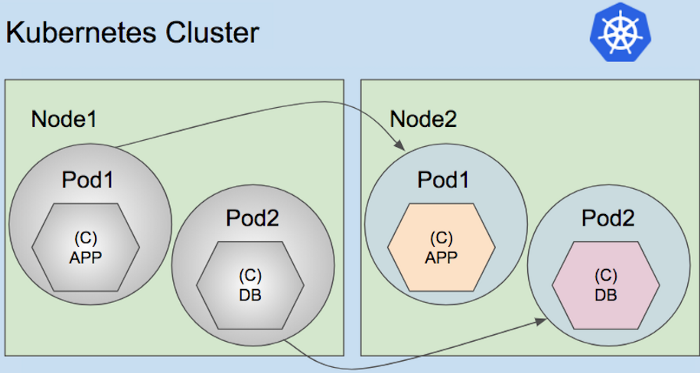 Kubernetes Cluster
Node1
Pod1
(C)
APP
Pod2
(C)
DB
Node2
Pod1
(C)
APP
Pod2
(C)
DB